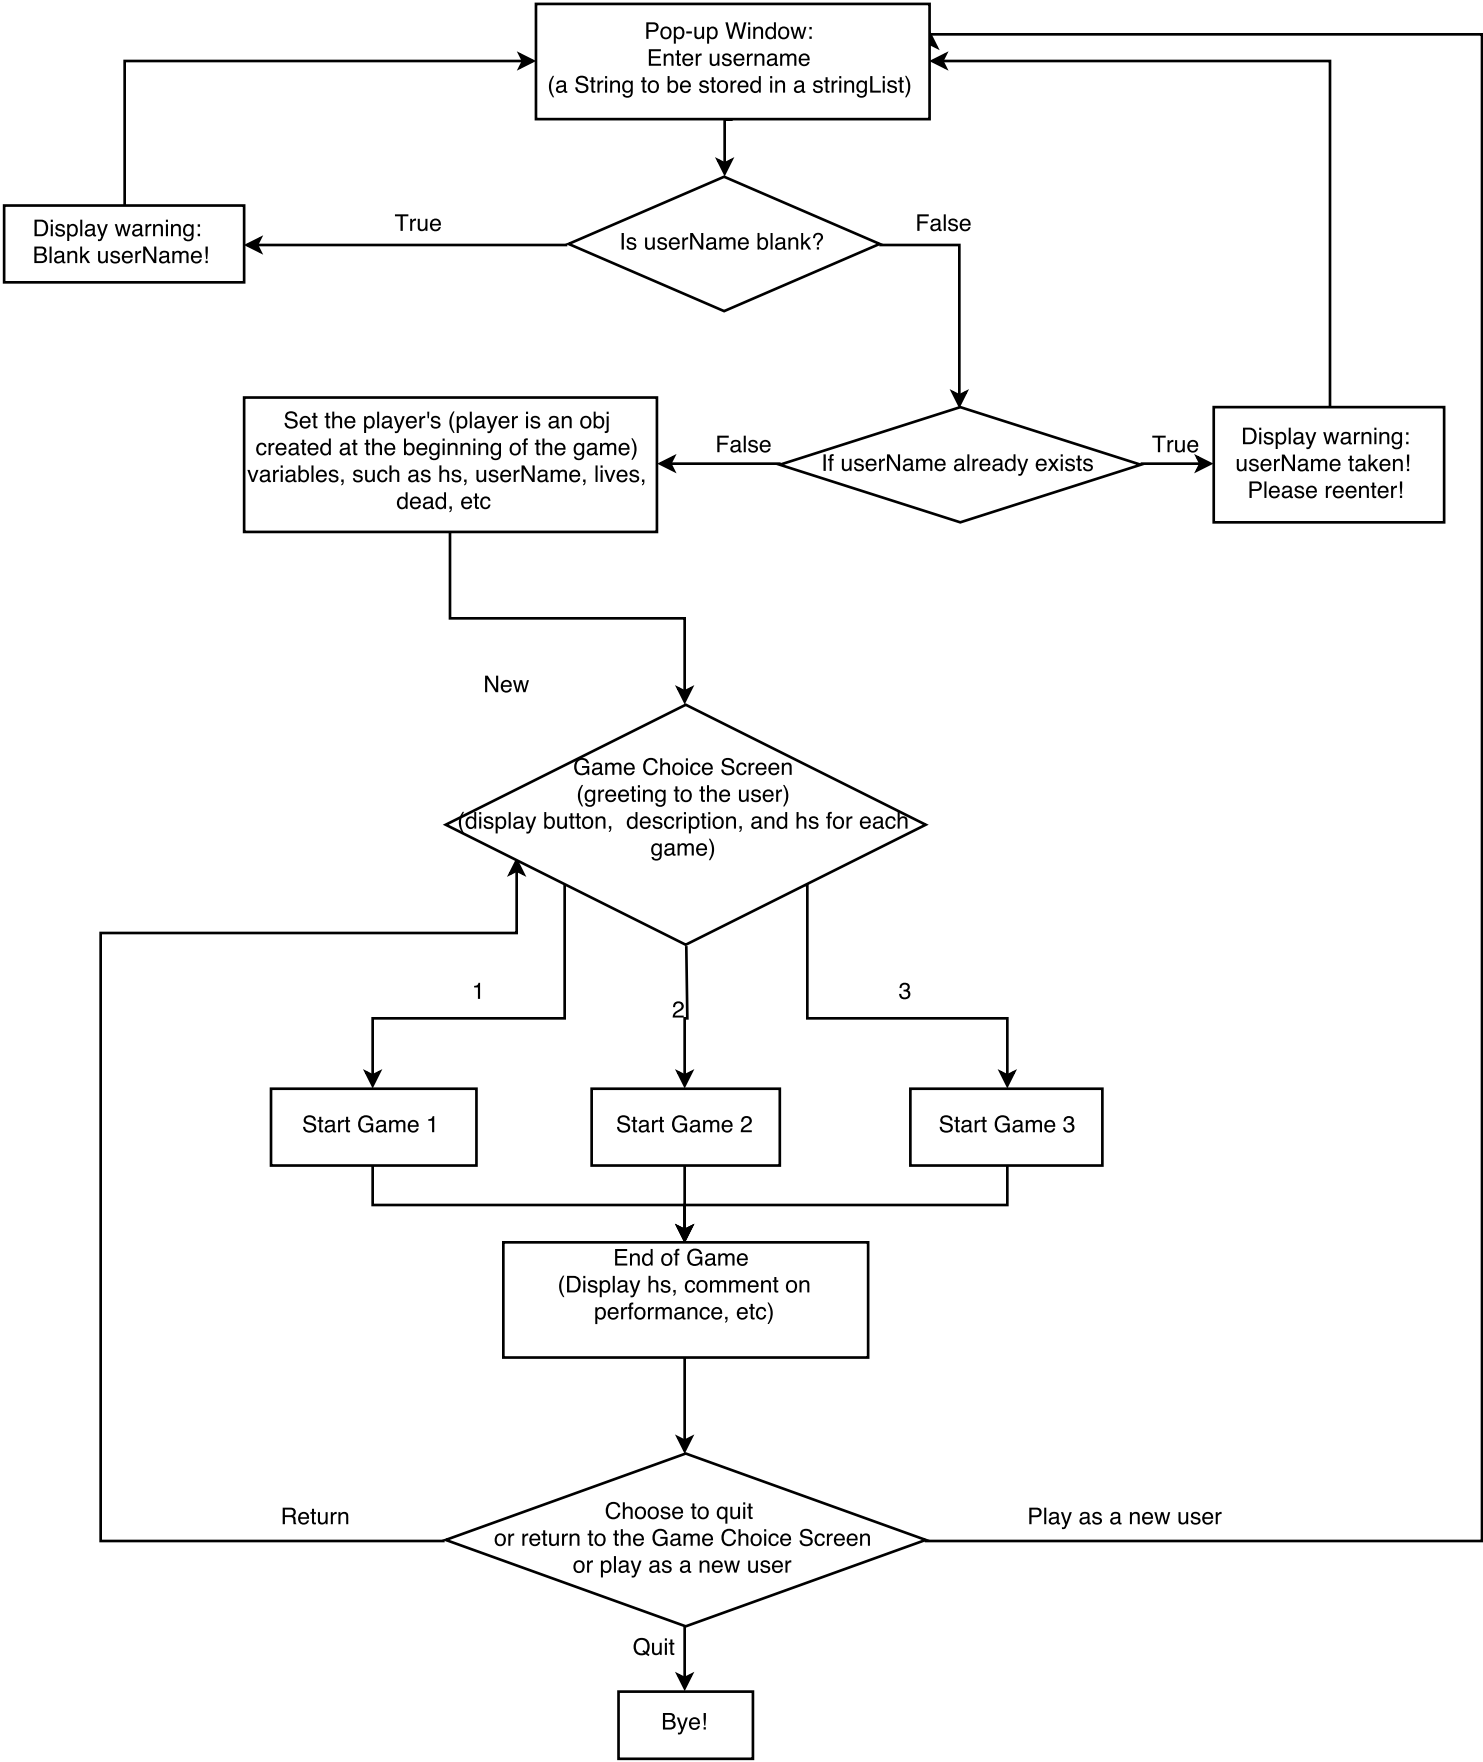 Pop-up Window:
Enter username
(a String to be stored in a stringList)
True
False
Display warning:
Blank userName!
Is userName blank?
Set the player's (player is an obj
created at the beginning of the game)
variables, such as hs, userName, lives,
dead, etc
False
If userName already exists
True
Display warning:
userName taken!
Please reenter!
New
Game Choice Screen
(greeting to the user)
(display button,  description, and hs for each
game)
1
2
3
Start Game 1
Start Game 2
Start Game 3
End of Game
(Display hs, comment on
performance, etc)
Return
Choose to quit
or return to the Game Choice Screen
or play as a new user
Play as a new user
Quit
Bye!